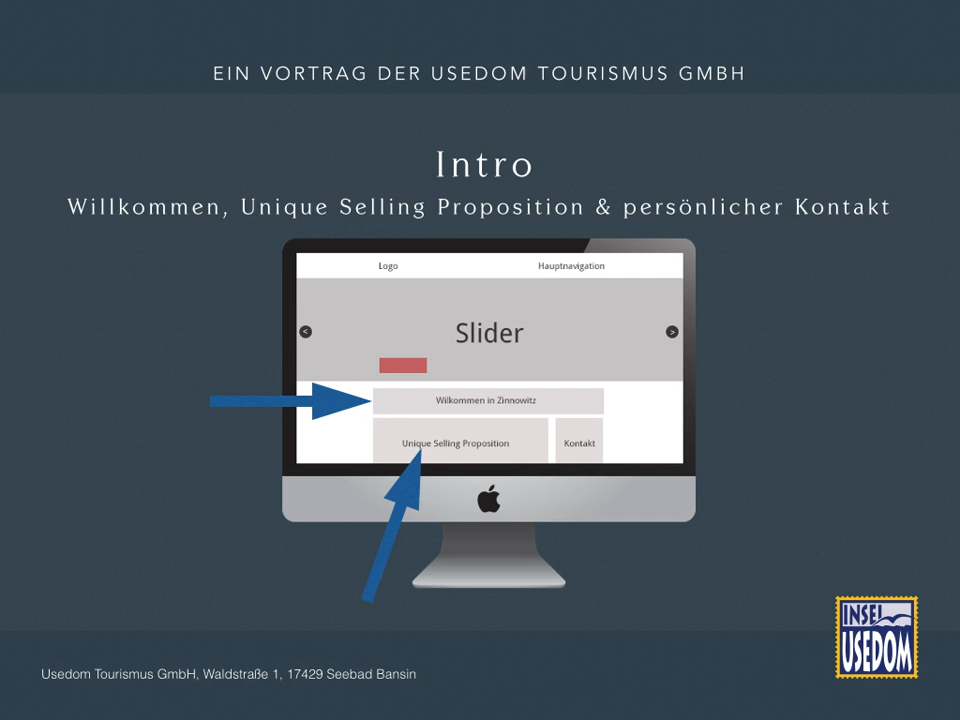 EIN VORTRAG DER USEDOM TOURISMUS GMBH
Intro
Willkommen, Unique Selling Proposition & persönlicher Kontakt
Logo
Hauptnavigation
<
Slider
>
Wilkommen in Zinnowitz
Unique Selling Proposition
Kontakt
INSEL
USEDOM
Usedom Tourismus GmbH, Waldstraße 1, 17429 Seebad Bansin